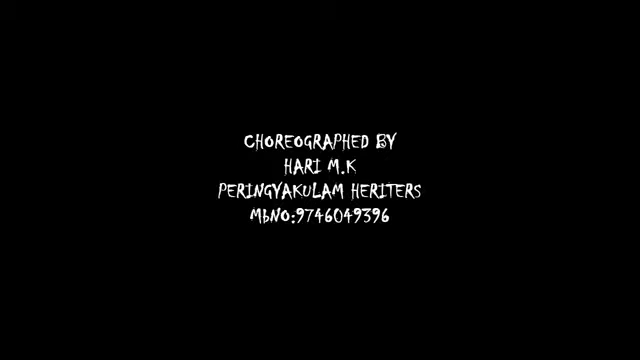 CHOREOGRAPHED BY
HARI M.K
PERINGYAKULAM HERITERS
MbNO:9746049396